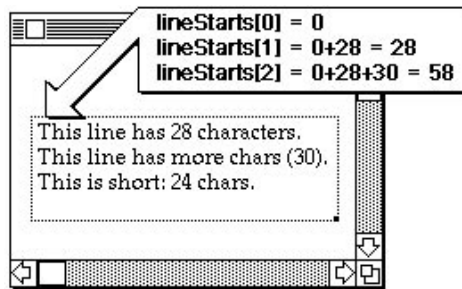 lineStarts[0] = 0
lineStarts[1] = 0+28 = 28
lineStarts[2] = 0+28+30 = 58
This line has 28 characters.
This line has more chars (30).
This is short: 24 chars.